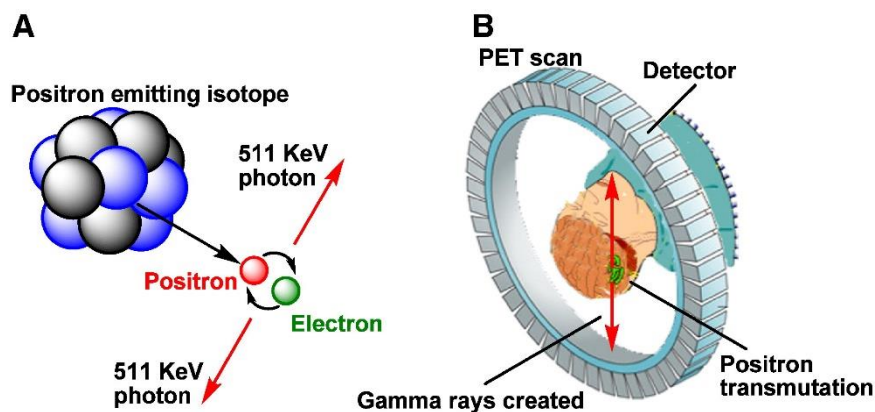 A
Positron emitting isotope
511 KeV
photon
Positron
Electron
511 KeV
photon
B
PET scan
Detector
Gamma rays created
Positron
transmutation